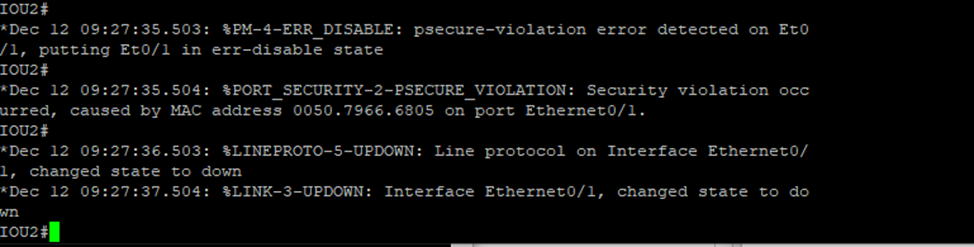 IOU2#
*Dec 12 09:27:35.503: %PM-4-ERR_DISABLE: psecure-violation error detected on Et0
/1, putting Et0/1 in err-disable state
IOU2#
*Dec 12 09:27:35.504: %PORT_SECURITY-2-PSECURE_VIOLATION: Security violation occ
urred, caused by MAC address 0050.7966.6805 on port Ethernet0/1.
IOU2#
*Dec 12 09:27:36.503: %LINEPROTO-5-UPDOWN: Line protocol on Interface Ethernet0/
1, changed state to down
*Dec 12 09:27:37.504: %LINK-3-UPDOWN: Interface Ethernet0/1, changed state to do
wn
IOU2#